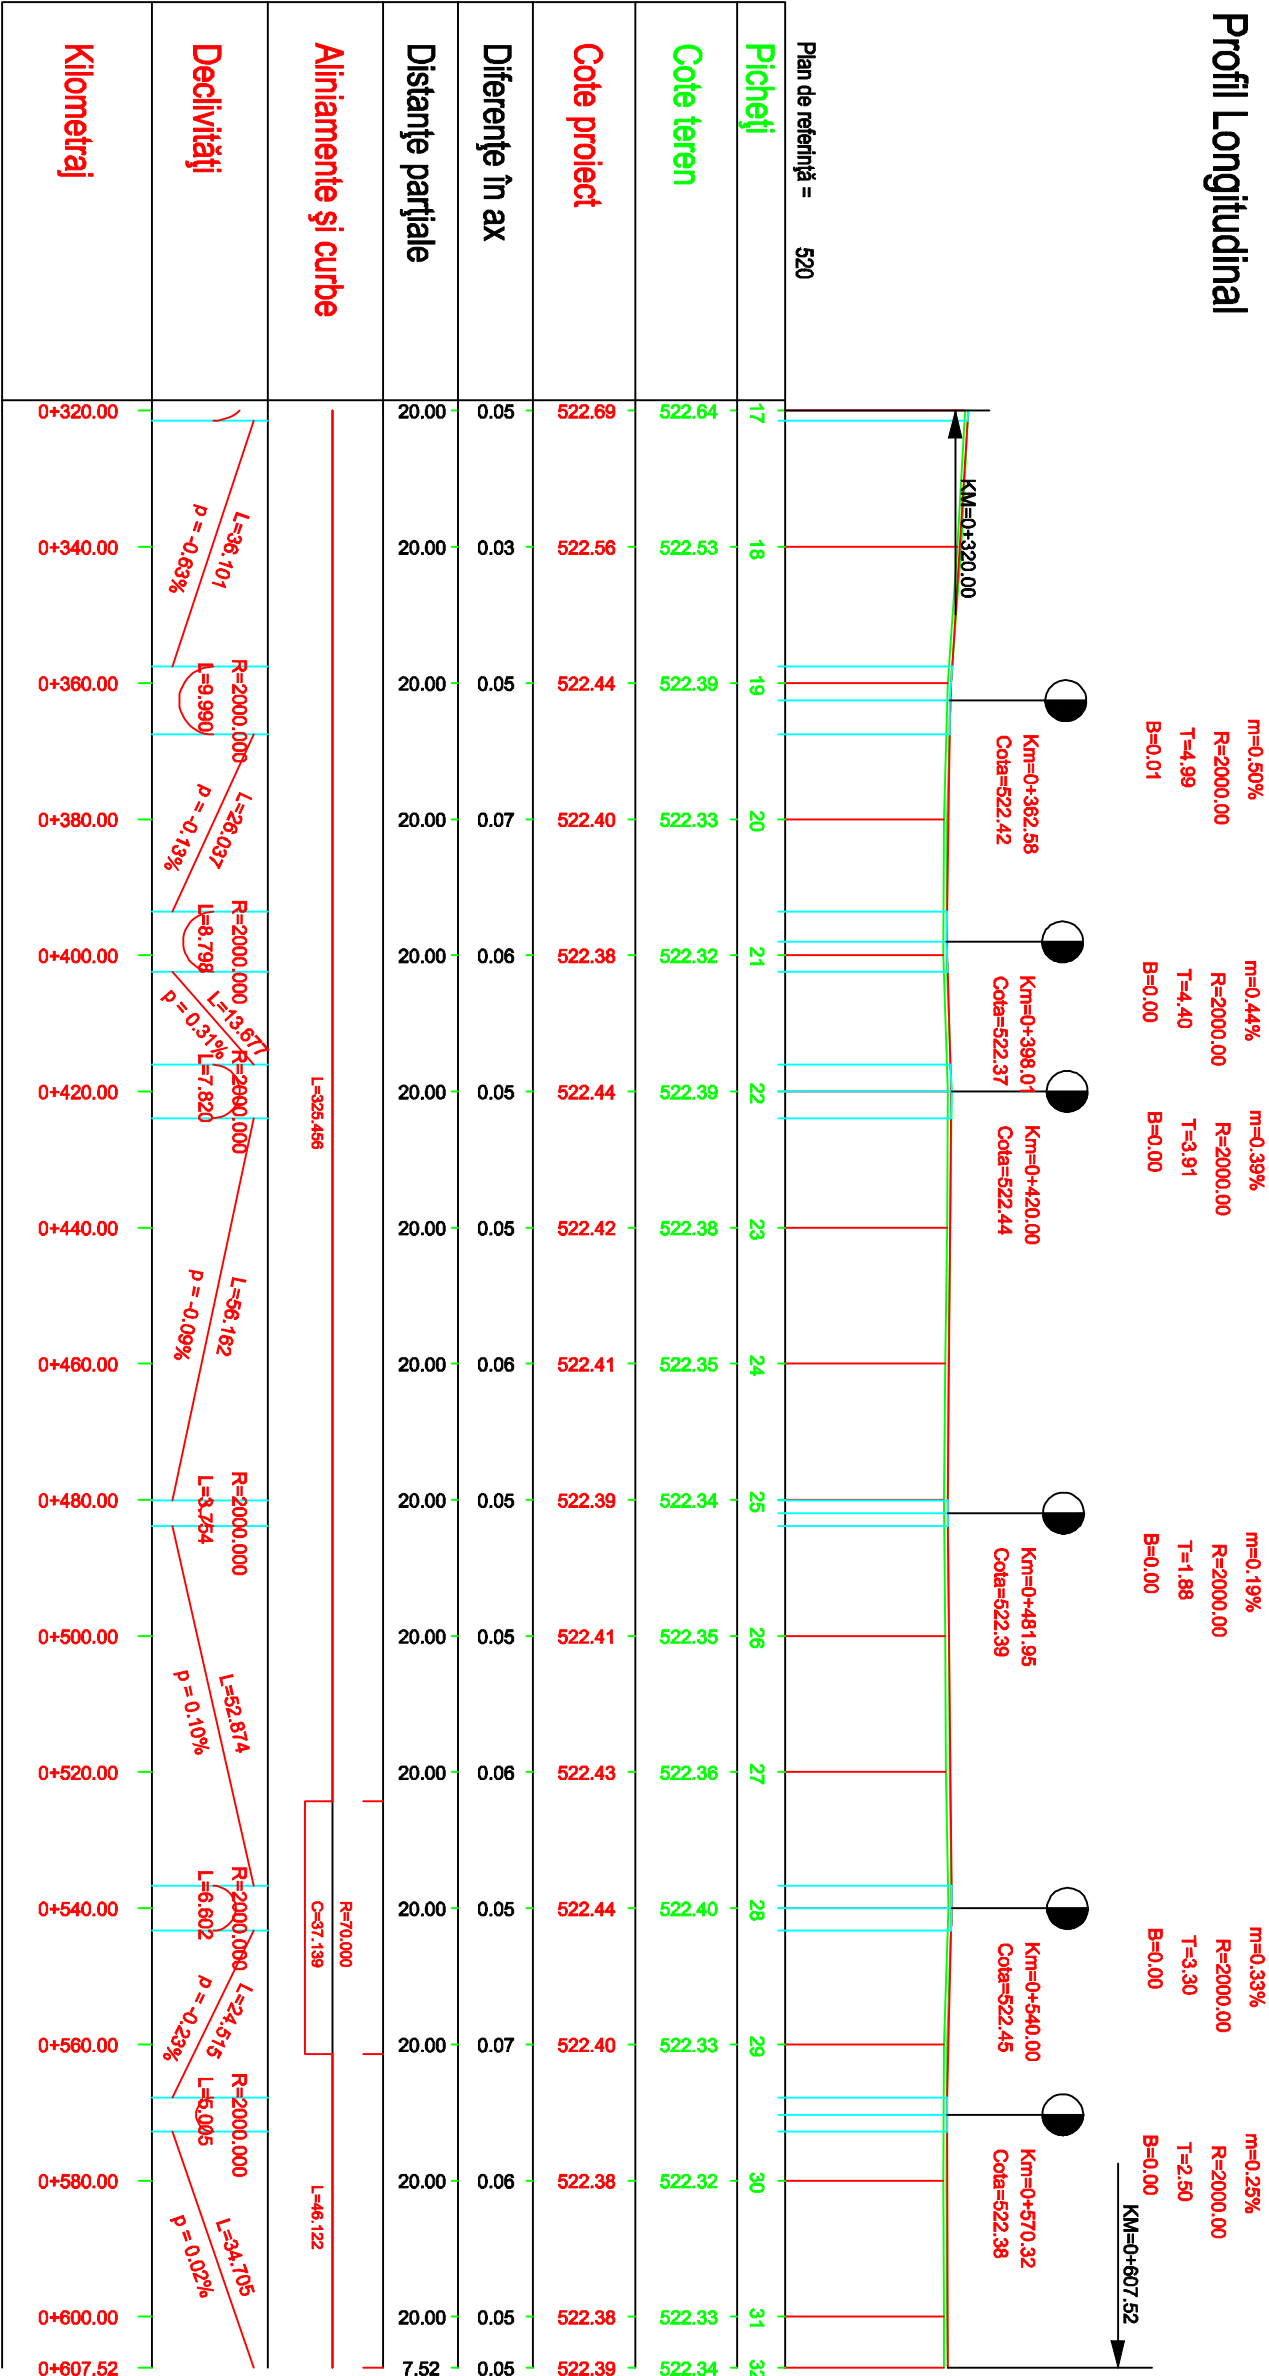 Profil Longitudinal
m=0.50%
R=2000.00
T=4.99
B=0.01
Km=0+362.58
Cota=522.42
m=0.44%
R=2000.00
T=4.40
B=0.00
Km=0+398.01
Cota=522.37
m=0.39%
R=2000.00
T=3.91
B=0.00
Km=0+420.00
Cota=522.44
m=0.19%
R=2000.00
T=1.88
B=0.00
Km=0+481.95
Cota=522.39
m=0.33%
R=2000.00
T=3.30
B=0.00
Km=0+540.00
Cota=522.45
m=0.25%
R=2000.00
T=2.50
B=0.00
Km=0+570.32
Cota=522.38
KM=0+607.52
KM=0+320.00
Plan de referinţă = 520
Picheţi 17 18 19 20 21 22 23 24 25 26 27 28 29 30 31 32
Cote teren 522.64 522.53 522.39 522.33 522.32 522.39 522.38 522.35 522.34 522.35 522.36 522.40 522.33 522.32 522.33 522.34
Cote proiect 522.69 522.56 522.44 522.40 522.38 522.44 522.42 522.41 522.39 522.41 522.43 522.44 522.40 522.38 522.38 522.39
Diferenţe în ax 0.05 0.03 0.05 0.07 0.06 0.05 0.05 0.06 0.05 0.05 0.06 0.05 0.07 0.06 0.05 0.05
Distanţe parţiale 20.00 20.00 20.00 20.00 20.00 20.00 20.00 20.00 20.00 20.00 20.00 20.00 20.00 20.00 20.00 7.52
Aliniamente şi curbe
L=325.456
R=70.000
C=37.139
L=46.122
Declivităţi
L=36.101
p = -0.63%
R=2000.000
L=9.990
L=26.037
p = -0.13%
R=2000.000
L=8.798
L=13.677
p = 0.31%
R=2000.000
L=7.820
L=56.162
p = -0.09%
R=2000.000
L=3.754
L=52.874
p = 0.10%
R=2000.000
L=6.602
L=24.515
p = -0.23%
R=2000.000
L=5.005
L=34.705
p = 0.02%
Kilometraj 0+320.00 0+340.00 0+360.00 0+380.00 0+400.00 0+420.00 0+440.00 0+460.00 0+480.00 0+500.00 0+520.00 0+540.00 0+560.00 0+580.00 0+600.00 0+607.52